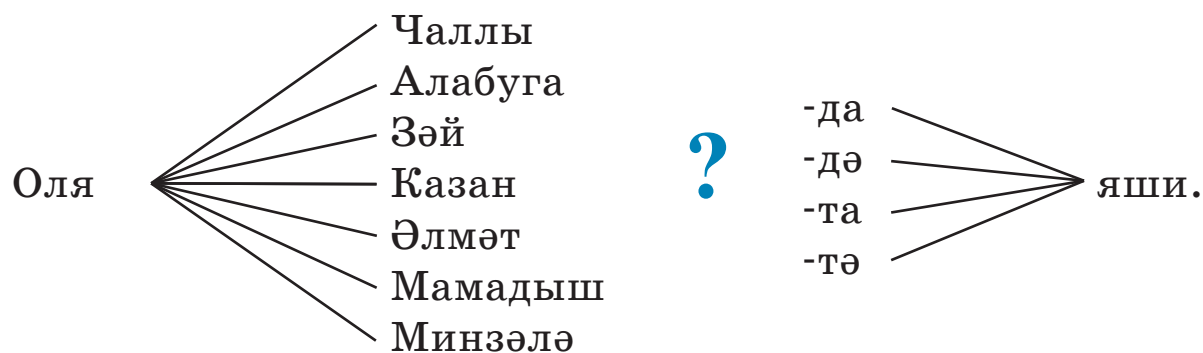 Оля
Чаллы
Алабуга
Зәй
Казан
Әлмәт
Мамадыш
Минзәлә
?
-да
-дә
-та
-тә
яши.